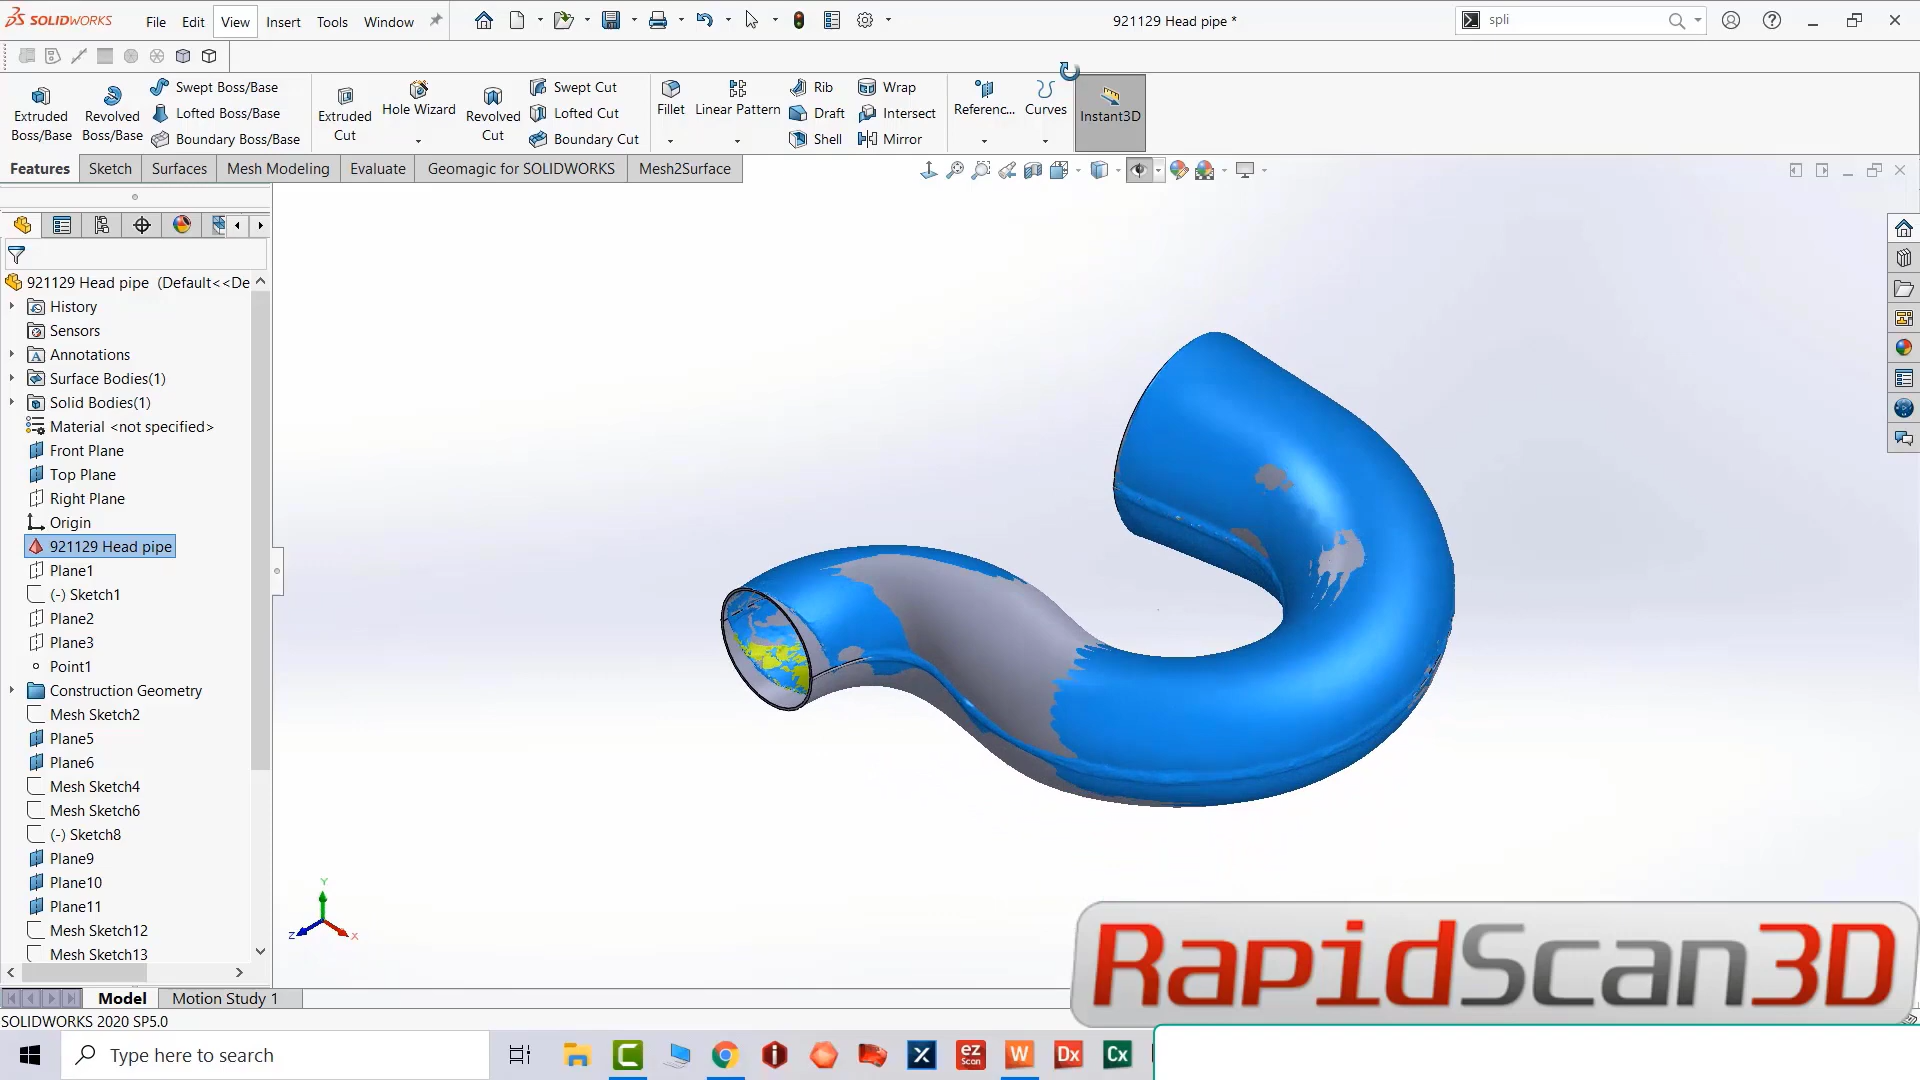 SOLIDWORKS File Edit View Insert Tools Window 921129 Head pipe * spli
Extruded Boss/Base
Revolved Boss/Base
Swept Boss/Base
Lofted Boss/Base
Boundary Boss/Base
Extruded Cut
Hole Wizard
Revolved Cut
Swept Cut
Lofted Cut
Boundary Cut
Fillet
Linear Pattern
Rib
Draft
Shell
Wrap
Intersect
Mirror
Referenc...
Curves
Instant3D
Features Sketch Surfaces Mesh Modeling Evaluate Geomagic for SOLIDWORKS Mesh2Surface
921129 Head pipe (Default<<De
History
Sensors
Annotations
Surface Bodies(1)
Solid Bodies(1)
Material <not specified>
Front Plane
Top Plane
Right Plane
Origin
921129 Head pipe
Plane1
(-) Sketch1
Plane2
Plane3
Point1
Construction Geometry
Mesh Sketch2
Plane5
Plane6
Mesh Sketch4
Mesh Sketch6
(-) Sketch8
Plane9
Plane10
Plane11
Mesh Sketch12
Mesh Sketch13
Y
Z X
RapidScan3D
Model Motion Study 1
SOLIDWORKS 2020 SP5.0
Type here to search
C i X ez Scan W Dx Cx